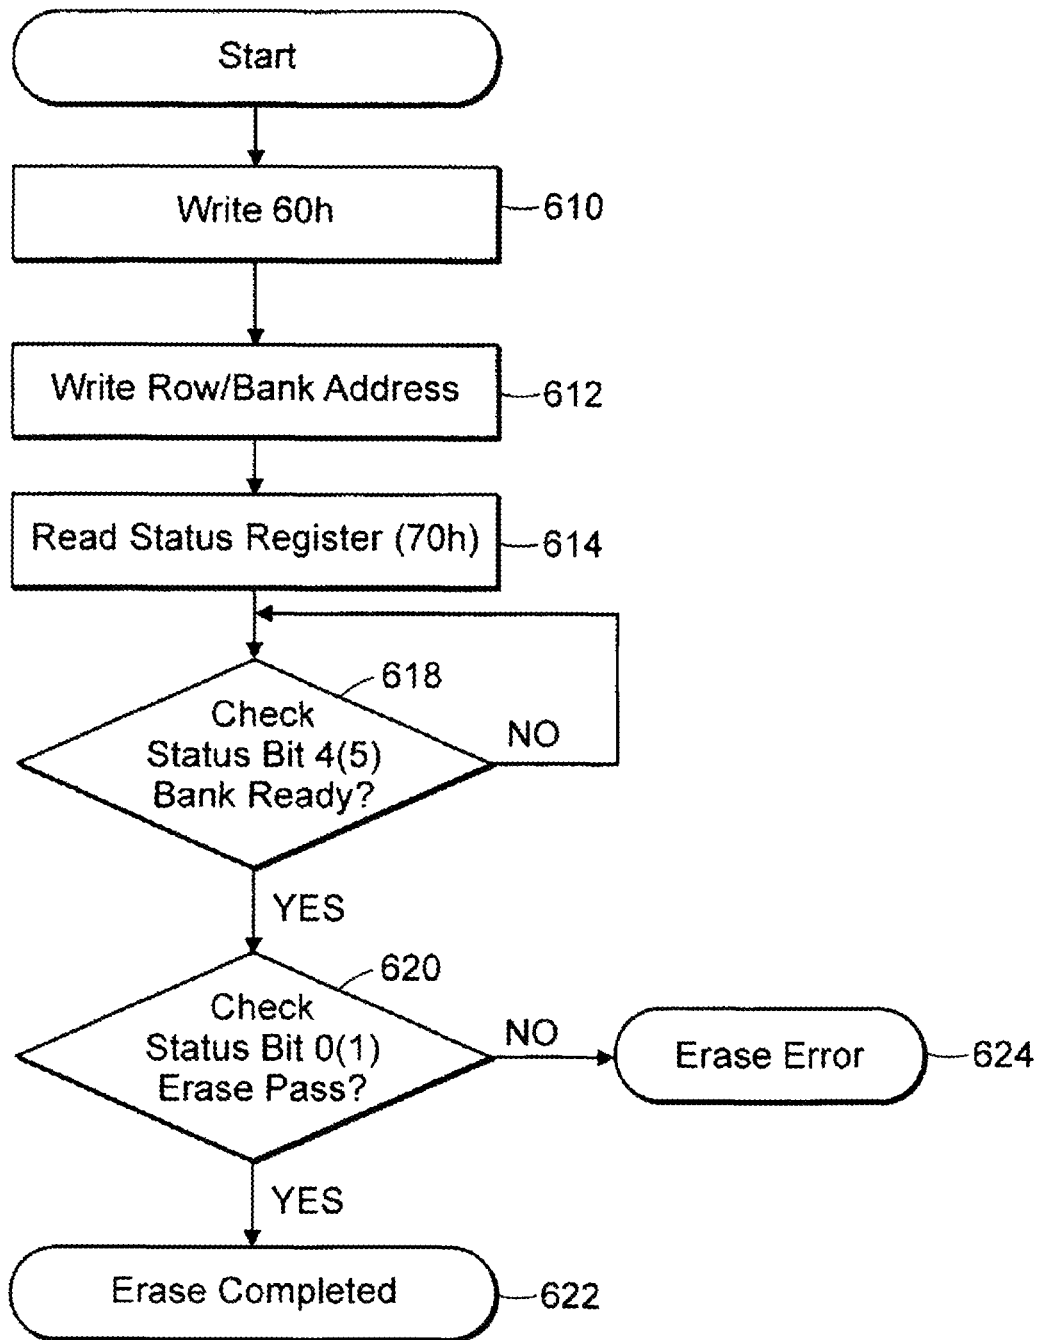 Start
Write 60h
610
Write Row/Bank Address
612
Read Status Register (70h)
614
618
Check
Status Bit 4(5)
Bank Ready?
NO
YES
620
Check
Status Bit 0(1)
Erase Pass?
NO
Erase Error
624
YES
Erase Completed
622